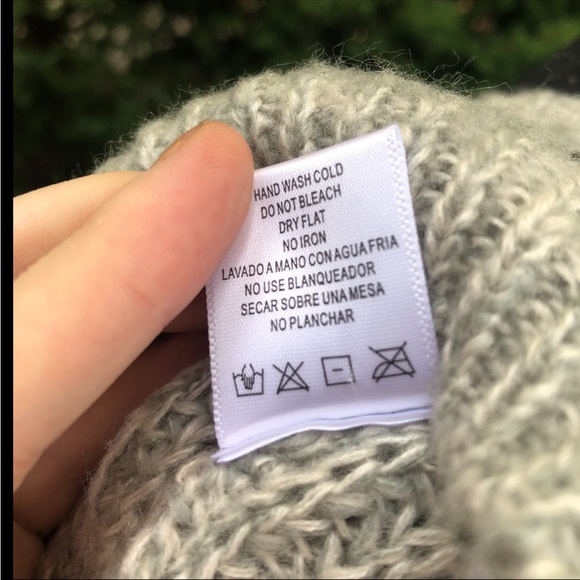 HAND WASH COLD
DO NOT BLEACH
DRY FLAT
NO IRON
LAVADO A MANO CON AGUA FRIA
NO USE BLANQUEADOR
SECAR SOBRE UNA MESA
NO PLANCHAR